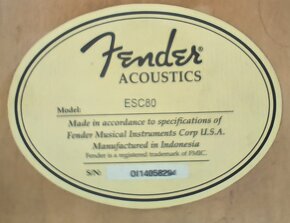 Fender®
ACOUSTICS
Model: ESC80
Made in accordance to specifications of
Fender Musical Instruments Corp U.S.A.
Manufactured in Indonesia
Fender is a registered trademark of FMIC.
S/N: OI14058294